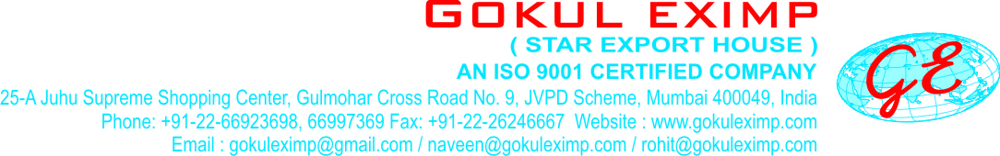 GOKUL EXIMP
( STAR EXPORT HOUSE )
AN ISO 9001 CERTIFIED COMPANY
25-A Juhu Supreme Shopping Center, Gulmohar Cross Road No. 9, JVPD Scheme, Mumbai 400049, India
Phone: +91-22-66923698, 66997369 Fax: +91-22-26246667 Website : www.gokuleximp.com
Email : gokuleximp@gmail.com / naveen@gokuleximp.com / rohit@gokuleximp.com
GE